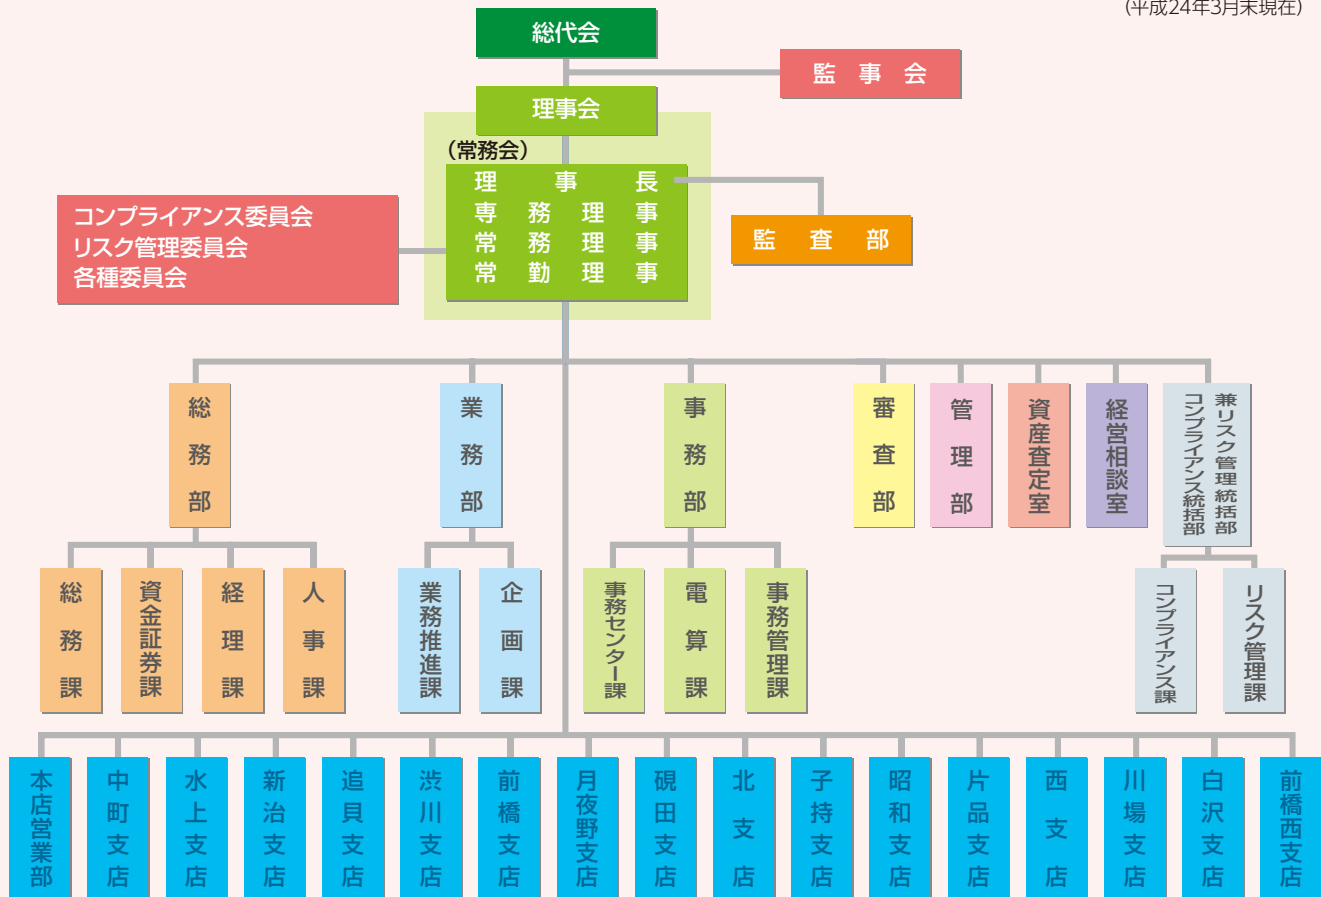 (平成24年3月末現在)
総代会
監事会
理事会
(常務会)
理事長
専務理事
常務理事
常勤理事
コンプライアンス委員会
リスク管理委員会
各種委員会
監査部
総務部
業務部
事務部
審査部
管理部
資産査定室
経営相談室
兼リスク管理統括部
コンプライアンス統括部
総務課
資金証券課
経理課
人事課
業務推進課
企画課
事務センター課
電算課
事務管理課
コンプライアンス課
リスク管理課
本店営業部
中町支店
水上支店
新治支店
追貝支店
渋川支店
前橋支店
月夜野支店
硯田支店
北支店
子持支店
昭和支店
片品支店
西支店
川場支店
白沢支店
前橋西支店